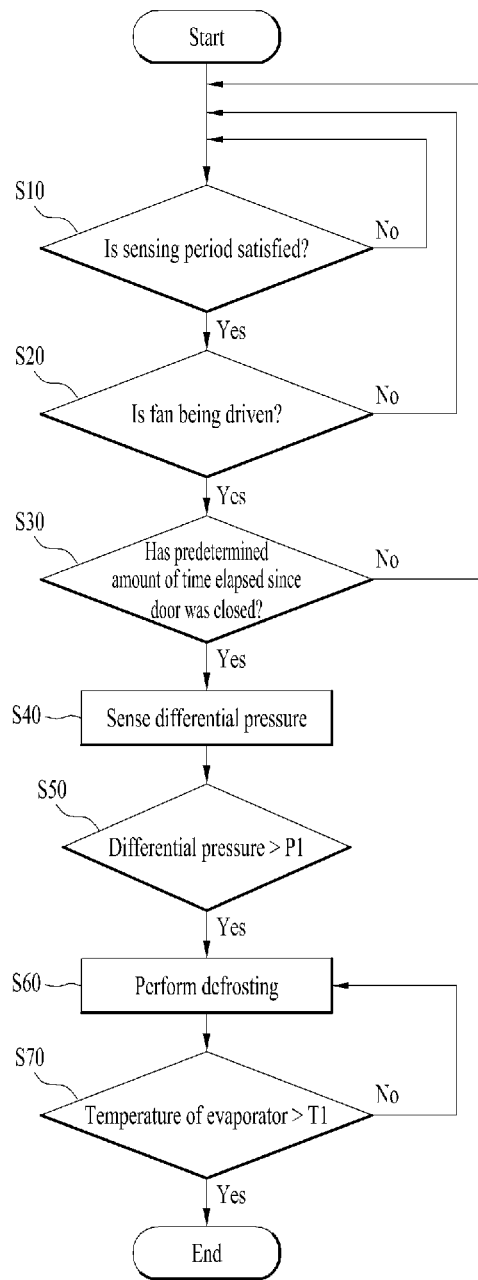 Start
S10
Is sensing period satisfied?
No
Yes
S20
Is fan being driven?
No
Yes
S30
Has predetermined
amount of time elapsed since
door was closed?
No
Yes
S40
Sense differential pressure
S50
Differential pressure > P1
Yes
S60
Perform defrosting
S70
Temperature of evaporator > T1
No
Yes
End